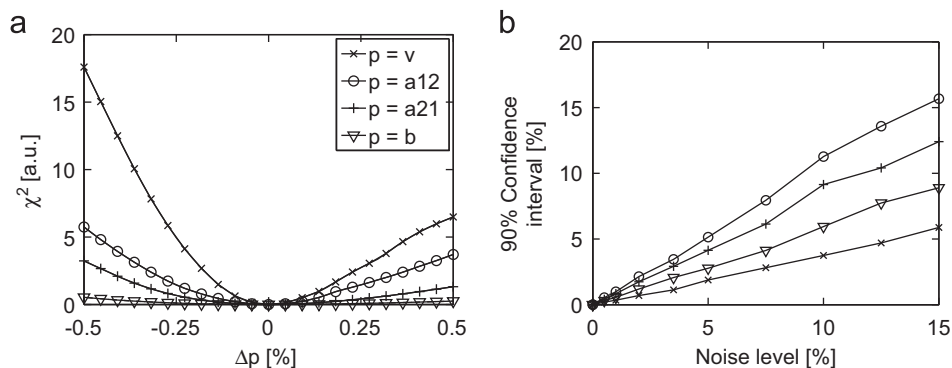 a
20
15
10
5
0
χ² [a.u.]
-0.5
-0.25
0
0.25
0.5
Δp [%]
p = v
p = a12
p = a21
p = b
b
20
15
10
5
0
90% Confidence
interval [%]
0
5
10
15
Noise level [%]